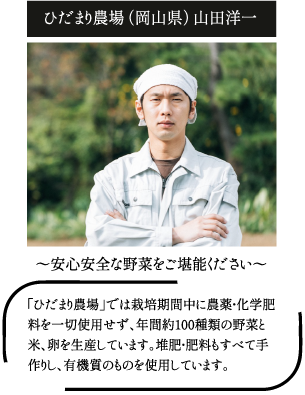 ひだまり農場（岡山県）山田洋一
～安心安全な野菜をご堪能ください～
「ひだまり農場」では栽培期間中に農薬・化学肥
料を一切使用せず、年間約100種類の野菜と
米、卵を生産しています。堆肥・肥料もすべて手
作りし、有機質のものを使用しています。